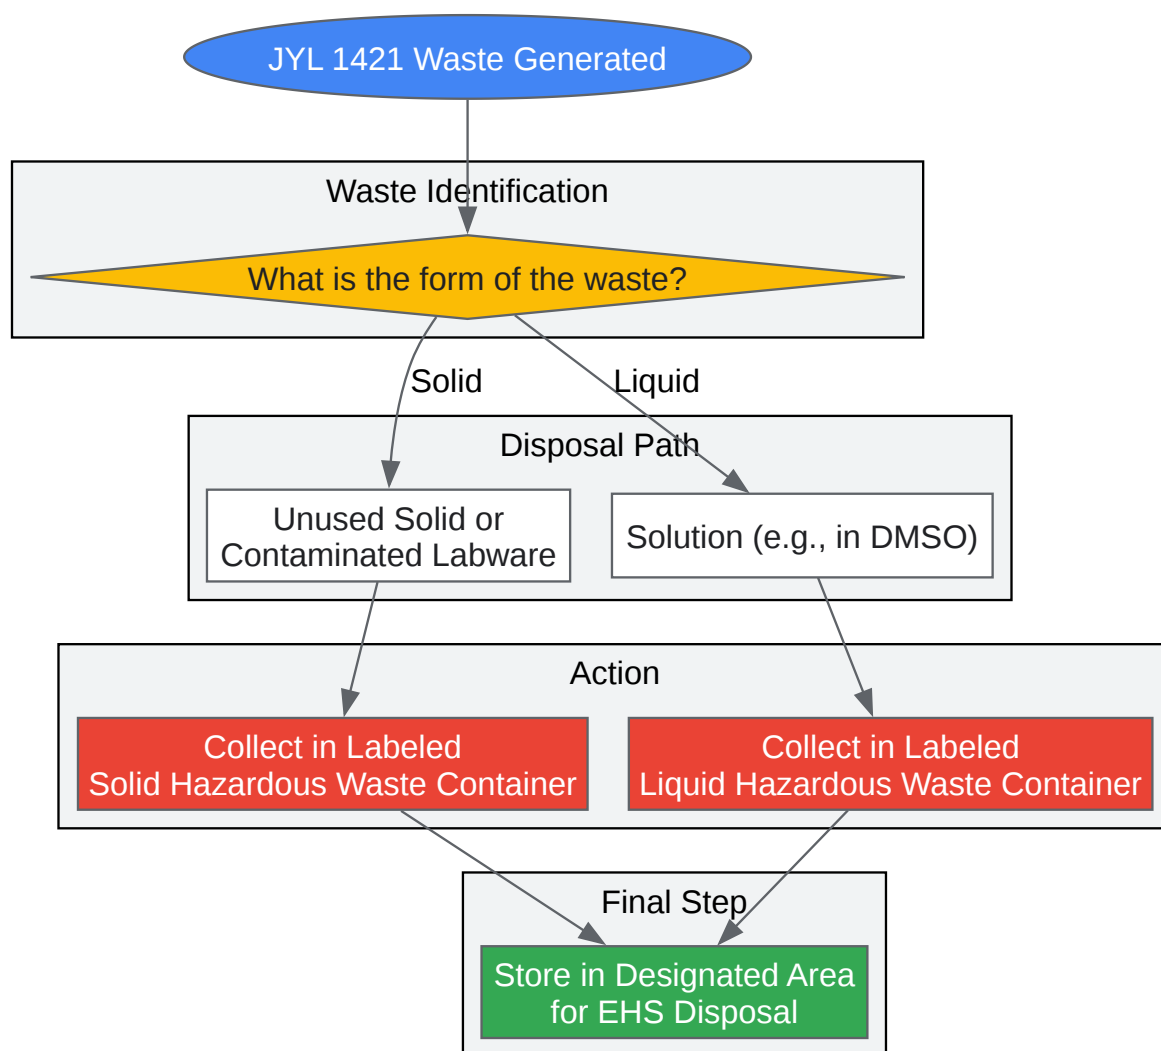 JYL 1421 Waste Generated
Waste Identification
What is the form of the waste?
Solid
Liquid
Disposal Path
Unused Solid or
Contaminated Labware
Solution (e.g., in DMSO)
Action
Collect in Labeled
Solid Hazardous Waste Container
Collect in Labeled
Liquid Hazardous Waste Container
Final Step
Store in Designated Area
for EHS Disposal